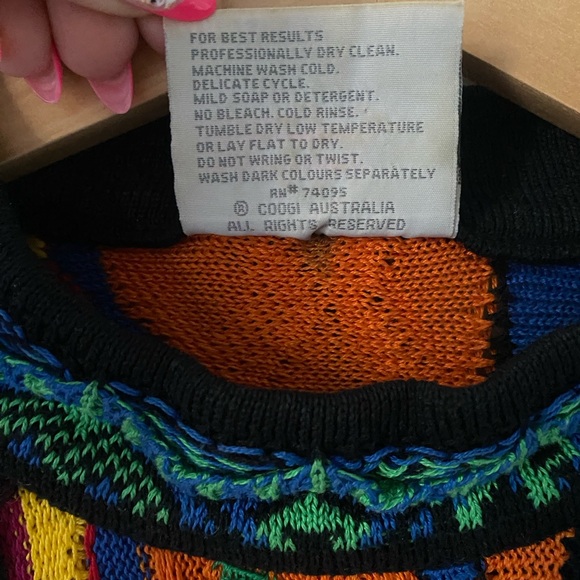 FOR BEST RESULTS
PROFESSIONALLY DRY CLEAN.
MACHINE WASH COLD.
DELICATE CYCLE.
MILD SOAP OR DETERGENT.
NO BLEACH. COLD RINSE.
TUMBLE DRY LOW TEMPERATURE
OR LAY FLAT TO DRY.
DO NOT WRING OR TWIST.
WASH DARK COLOURS SEPARATELY
RN# 74095
® COOGI AUSTRALIA
ALL RIGHTS RESERVED